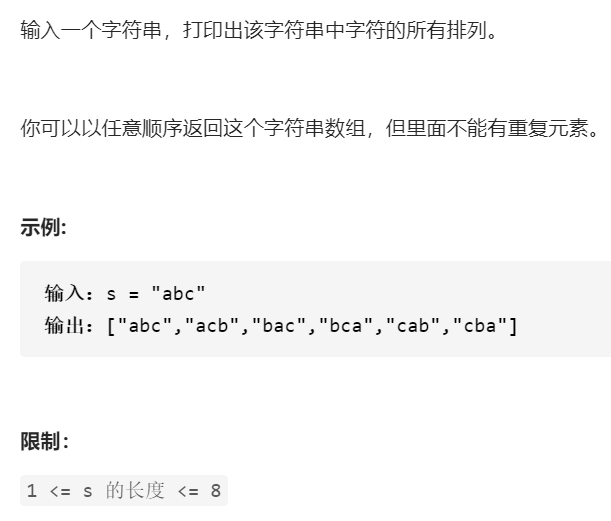 输入一个字符串，打印出该字符串中字符的所有排列。
你可以以任意顺序返回这个字符串数组，但里面不能有重复元素。
示例:
输入：s = "abc"
输出：["abc","acb","bac","bca","cab","cba"]
限制：
1 <= s 的长度 <= 8